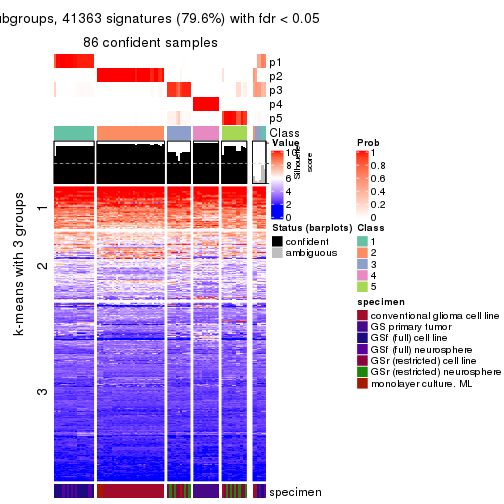 ubgroups, 41363 signatures (79.6%) with fdr < 0.05
86 confident samples
p1
p2
p3
p4
p5
Class
Value
10
8
6
4
2
0
Silhouette
score
Prob
1
0.8
0.6
0.4
0.2
0
Status (barplots)
confident
ambiguous
Class
1
2
3
4
5
specimen
conventional glioma cell line
GS primary tumor
GSf (full) cell line
GSf (full) neurosphere
GSr (restricted) cell line
GSr (restricted) neurosphere
monolayer culture. ML
k-means with 3 groups
1
2
3
specimen